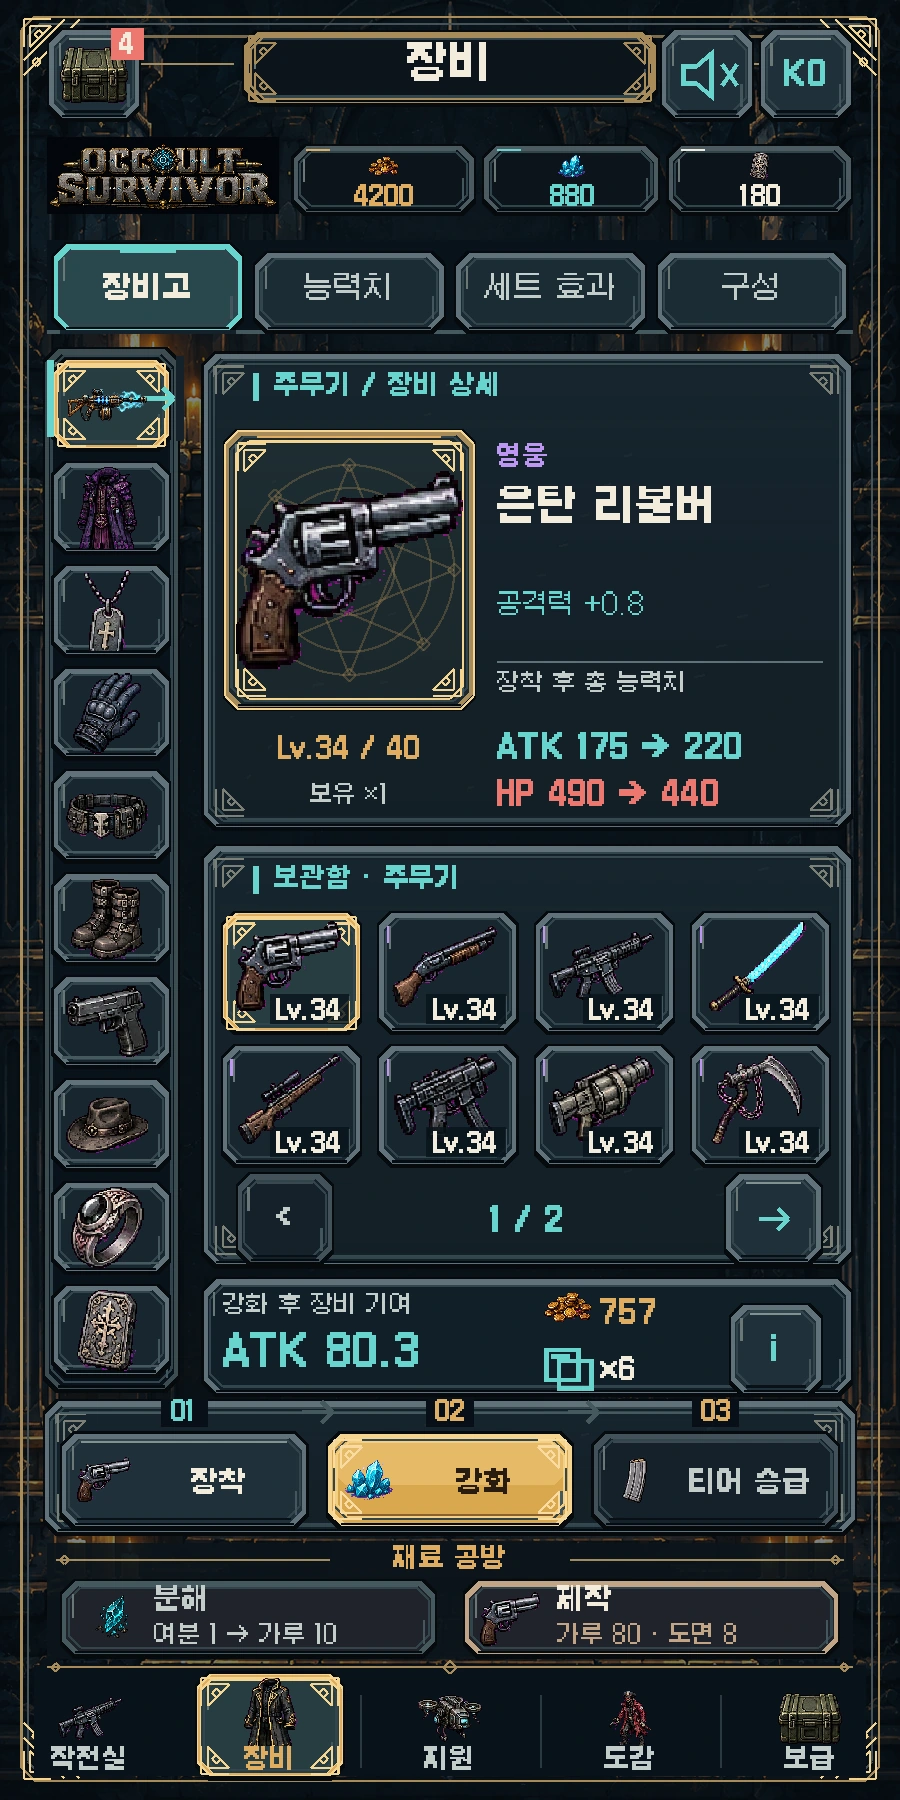 4
장비
x
KO
OCCULT
SURVIVOR
4200
880
180
장비고
능력치
세트 효과
구성
주무기 / 장비 상세
영웅
은탄 리볼버
공격력 +0.8
장착 후 총 능력치
Lv.34 / 40
ATK 175 → 220
보유 ×1
HP 490 → 440
보관함 · 주무기
Lv.34
Lv.34
Lv.34
Lv.34
Lv.34
Lv.34
Lv.34
Lv.34
<
1 / 2
→
강화 후 장비 기여
757
ATK 80.3
x6
i
01
02
03
장착
강화
티어 승급
재료 공방
분해
여분 1 → 가루 10
제작
가루 80 · 도면 8
작전실
장비
지원
도감
보급